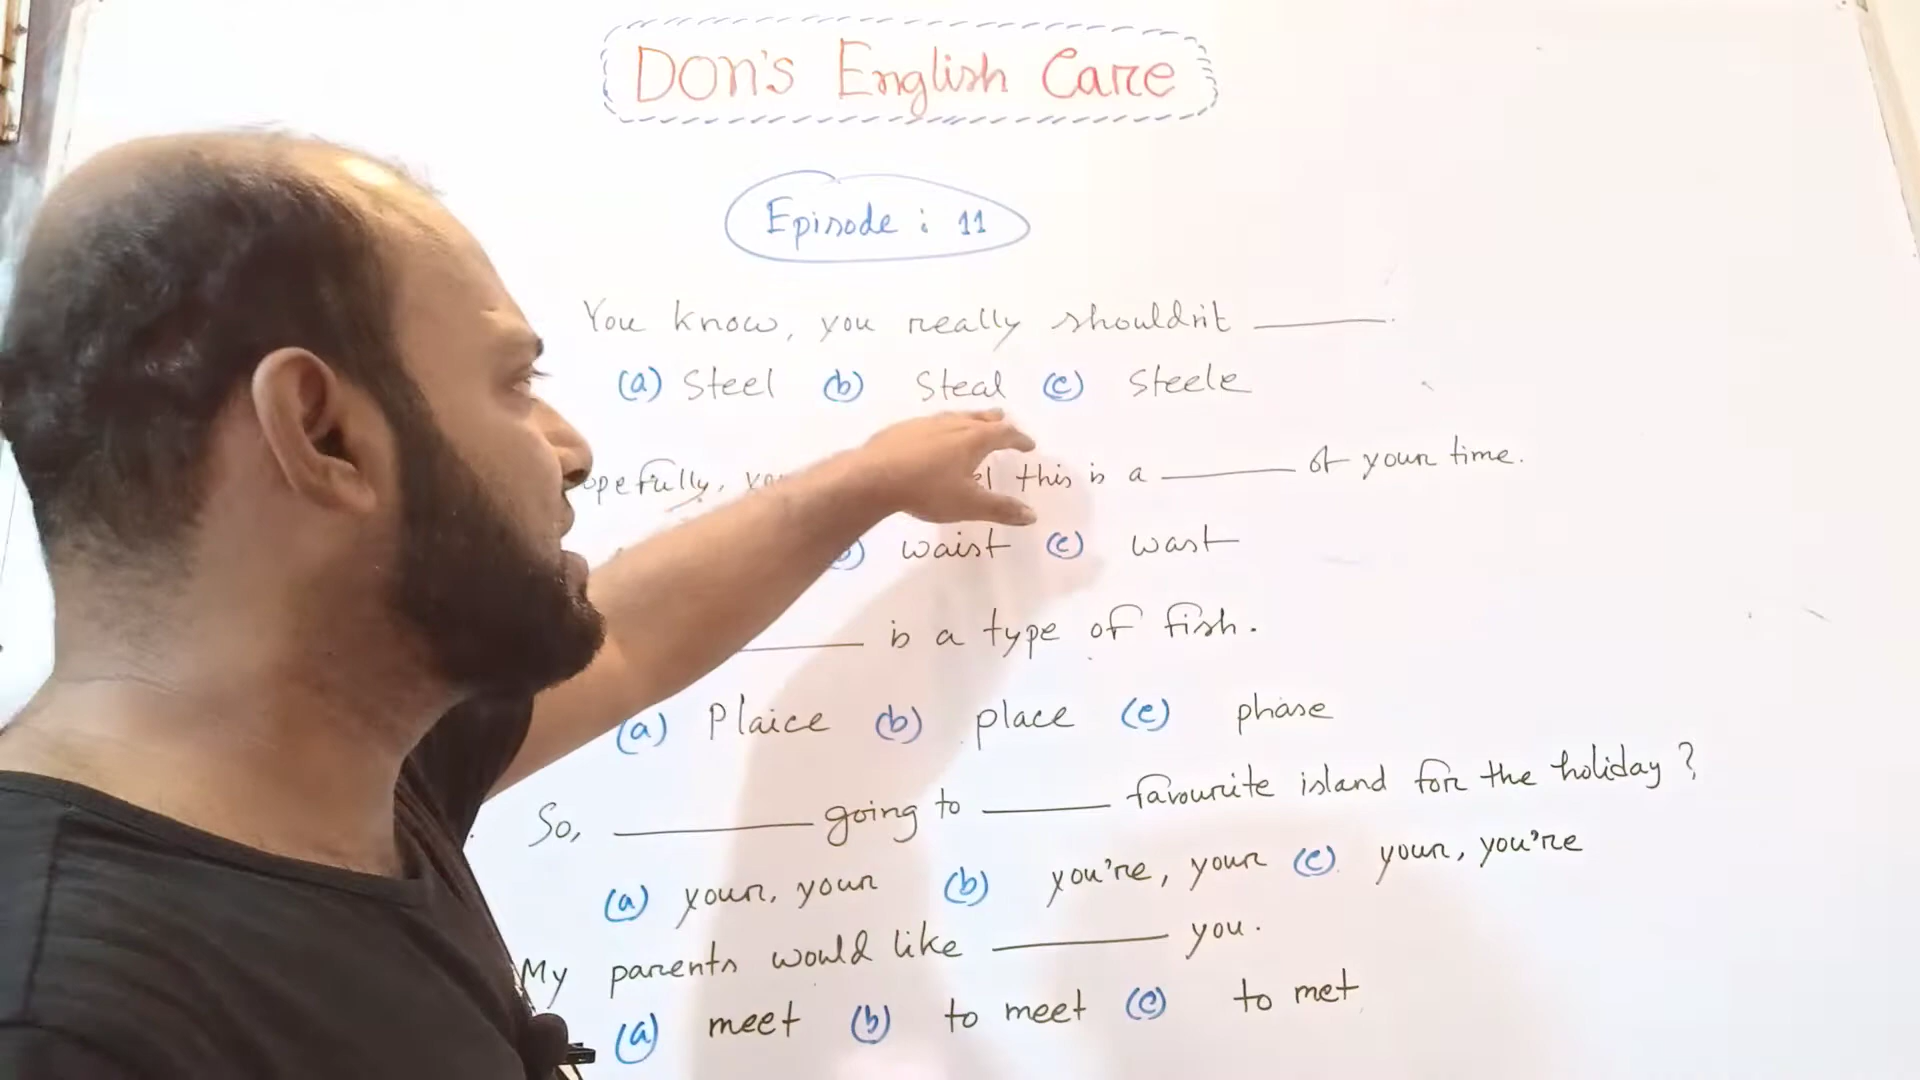 Don's English Care
Episode : 11
You know, you really shouldn't ______.
(a) Steel (b) Steal (c) Steele
this is a ______ of your time.
waist (c) wast
______ is a type of fish.
(a) Plaice (b) place (c) phase
So, ______ going to ______ favourite island for the holiday?
(a) your, your (b) you're, your (c) your, you're
My parents would like ______ you.
(a) meet (b) to meet (c) to met